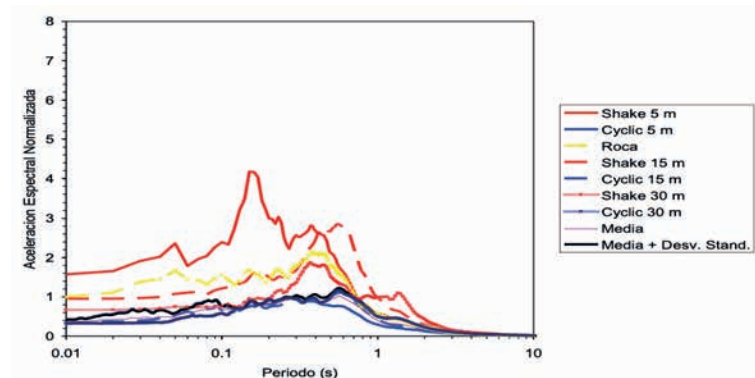 Aceleracion Espectral Normalizada
8
7
6
5
4
3
2
1
0
0.01
0.1
1
10
Periodo (s)
Shake 5 m
Cyclic 5 m
Roca
Shake 15 m
Cyclic 15 m
Shake 30 m
Cyclic 30 m
Media
Media + Desv. Stand.